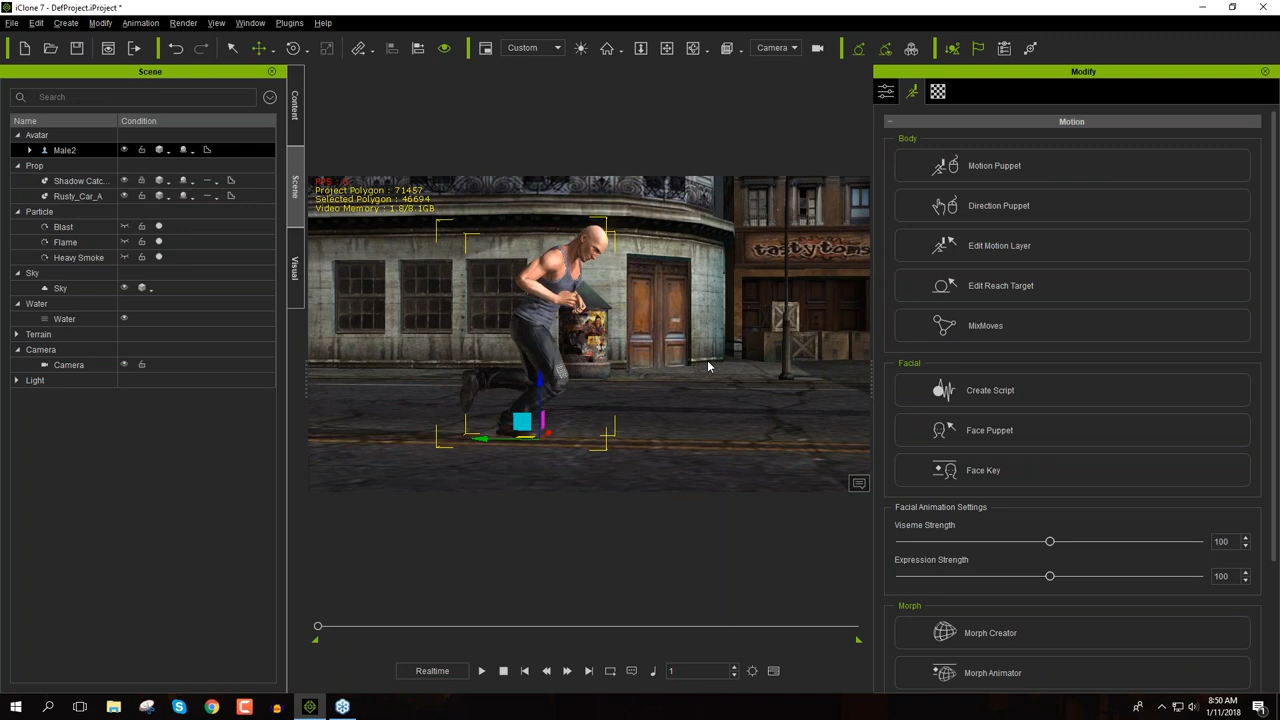 iClone 7 - DefProject.iProject *
File Edit Create Modify Animation Render View Window Plugins Help
Custom
Camera
Scene
Search
Name Condition
Avatar
Male2
Prop
Shadow Catc...
Rusty_Car_A
Particle
Blast
Flame
Heavy Smoke
Sky
Sky
Water
Water
Terrain
Camera
Camera
Light
Content
Scene
Visual
Project Polygon : 71457
Selected Polygon : 46694
Video Memory : 1.8/8.1GB
tasty tomy's
Realtime
1
Modify
Motion
Body
Motion Puppet
Direction Puppet
Edit Motion Layer
Edit Reach Target
MixMoves
Facial
Create Script
Face Puppet
Face Key
Facial Animation Settings
Viseme Strength
100
Expression Strength
100
Morph
Morph Creator
Morph Animator
8:50 AM
1/11/2018